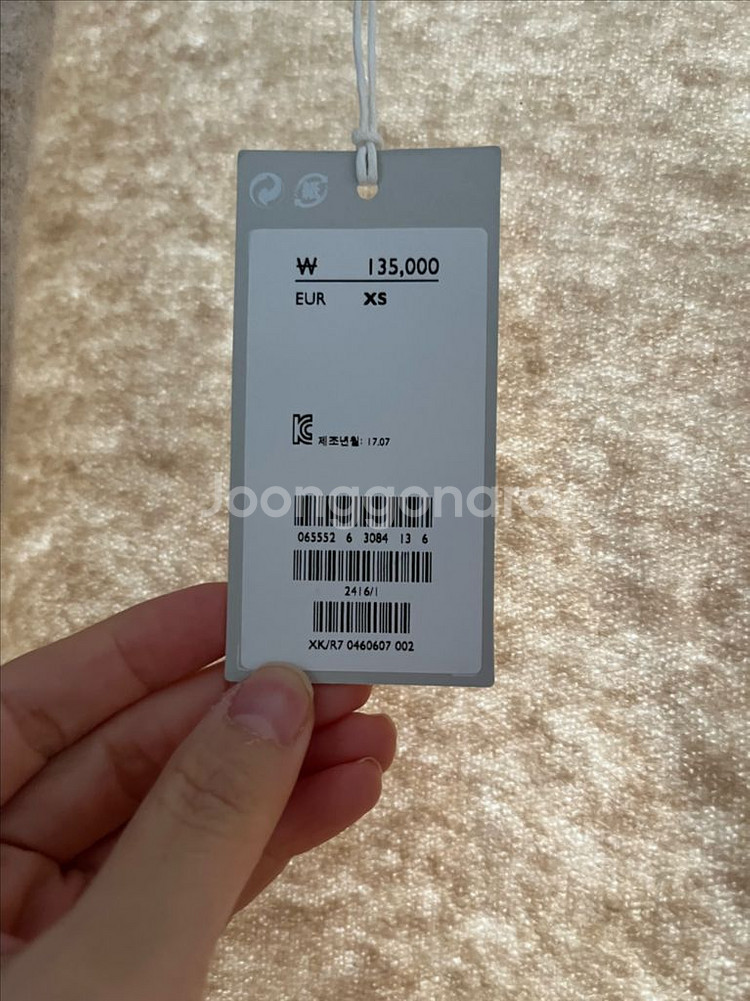 ₩ 135,000
EUR XS
제조년월: 17.07
Joonggonara
065552 6 3084 13 6
2416/1
XK/R7 0460607 002